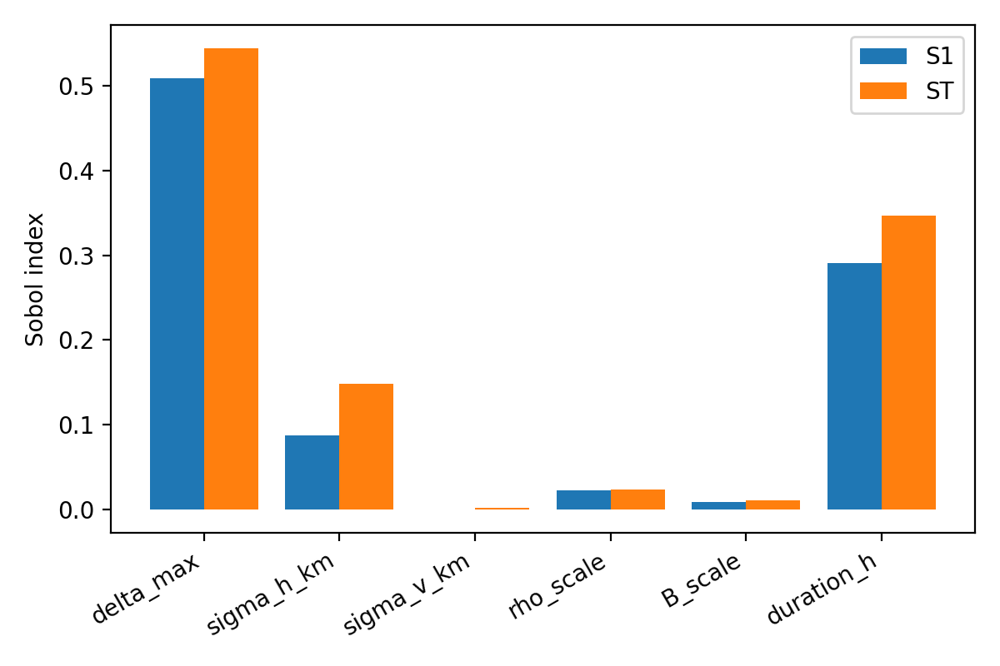 S1
ST
0.5
0.4
0.3
0.2
0.1
0.0
Sobol index
delta_max
sigma_h_km
sigma_v_km
rho_scale
B_scale
duration_h